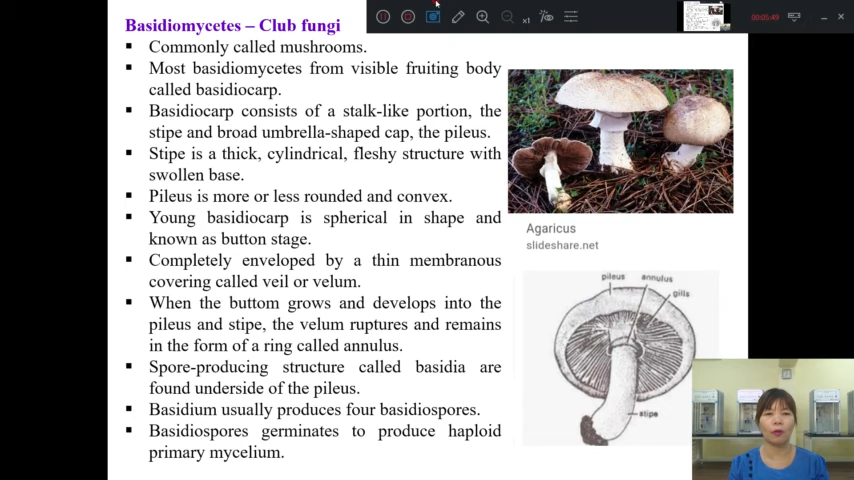 Basidiomycetes – Club fungi
▪ Commonly called mushrooms.
▪ Most basidiomycetes from visible fruiting body
called basidiocarp.
▪ Basidiocarp consists of a stalk-like portion, the
stipe and broad umbrella-shaped cap, the pileus.
▪ Stipe is a thick, cylindrical, fleshy structure with
swollen base.
▪ Pileus is more or less rounded and convex.
▪ Young basidiocarp is spherical in shape and
known as button stage.
▪ Completely enveloped by a thin membranous
covering called veil or velum.
▪ When the buttom grows and develops into the
pileus and stipe, the velum ruptures and remains
in the form of a ring called annulus.
▪ Spore-producing structure called basidia are
found underside of the pileus.
▪ Basidium usually produces four basidiospores.
▪ Basidiospores germinates to produce haploid
primary mycelium.
x1
00:05:49
Agaricus
slideshare.net
pileus annulus
gills
stipe